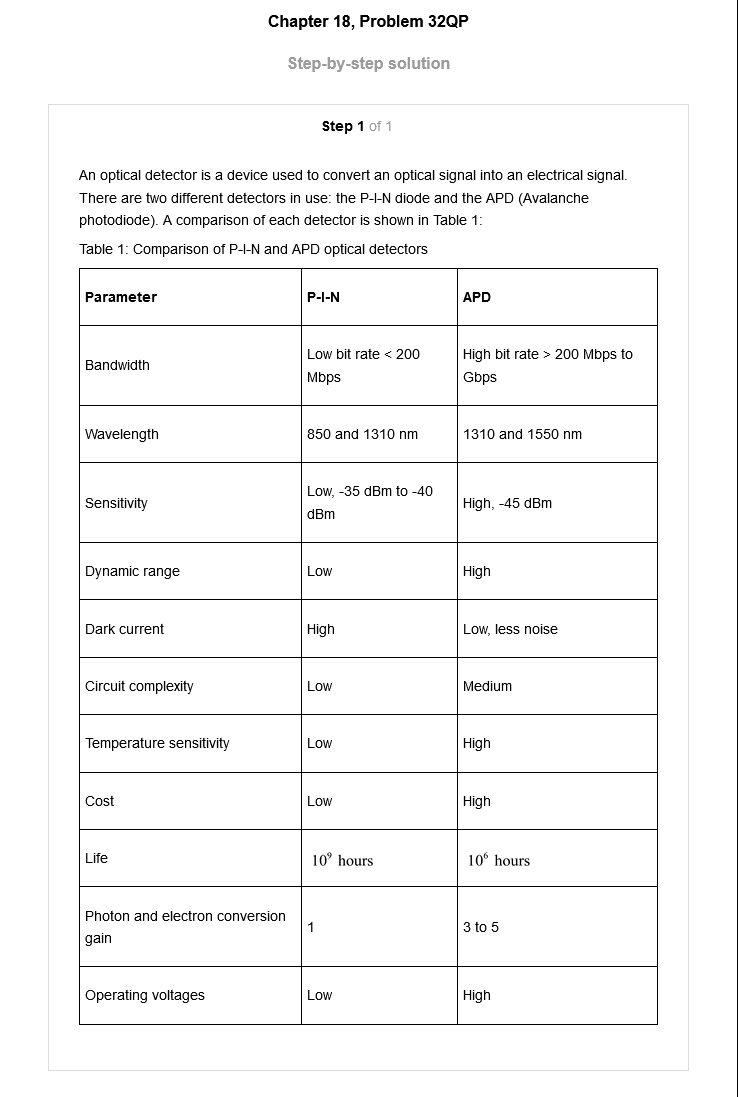 Chapter 18, Problem 32QP
Step-by-step solution
Step 1 of 1
An optical detector is a device used to convert an optical signal into an electrical signal.
There are two different detectors in use: the P-I-N diode and the APD (Avalanche
photodiode). A comparison of each detector is shown in Table 1:
Table 1: Comparison of P-I-N and APD optical detectors
Parameter P-I-N APD
Bandwidth Low bit rate < 200 Mbps High bit rate > 200 Mbps to Gbps
Wavelength 850 and 1310 nm 1310 and 1550 nm
Sensitivity Low, -35 dBm to -40 dBm High, -45 dBm
Dynamic range Low High
Dark current High Low, less noise
Circuit complexity Low Medium
Temperature sensitivity Low High
Cost Low High
Life 10⁹ hours 10⁶ hours
Photon and electron conversion gain 1 3 to 5
Operating voltages Low High